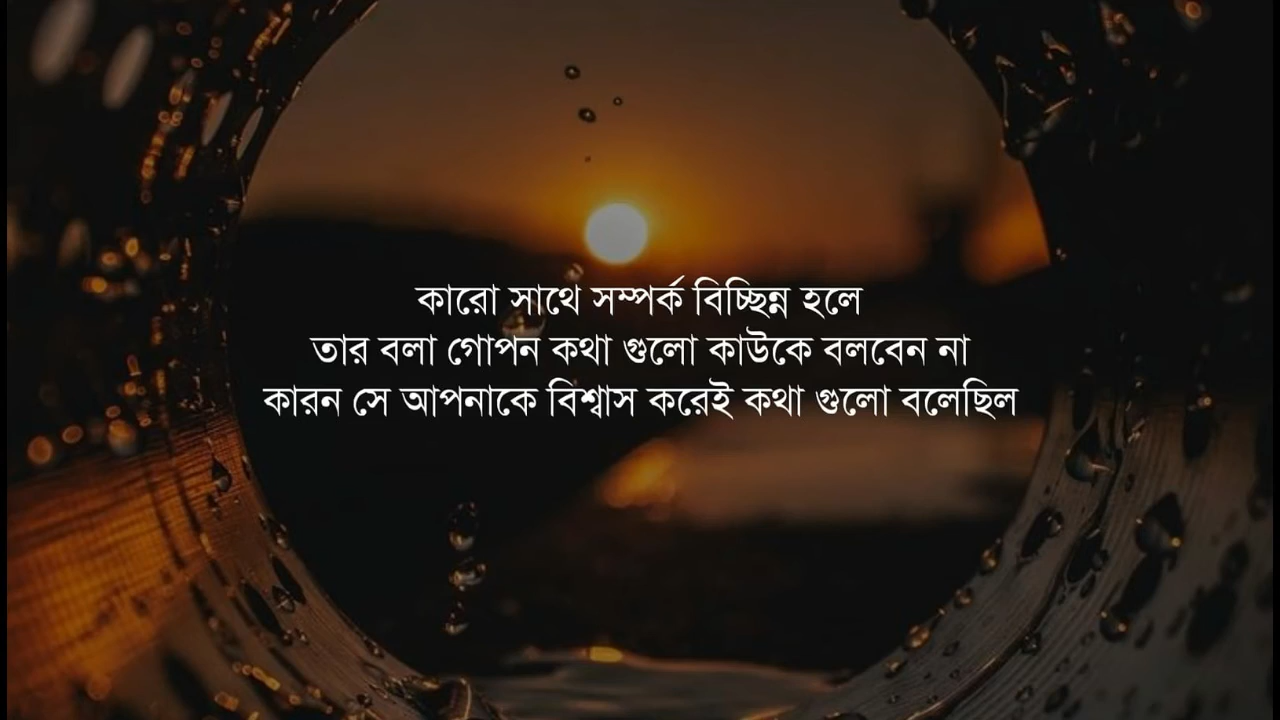 কারো সাথে সম্পর্ক বিচ্ছিন্ন হলে
তার বলা গোপন কথা গুলো কাউকে বলবেন না
কারন সে আপনাকে বিশ্বাস করেই কথা গুলো বলেছিল